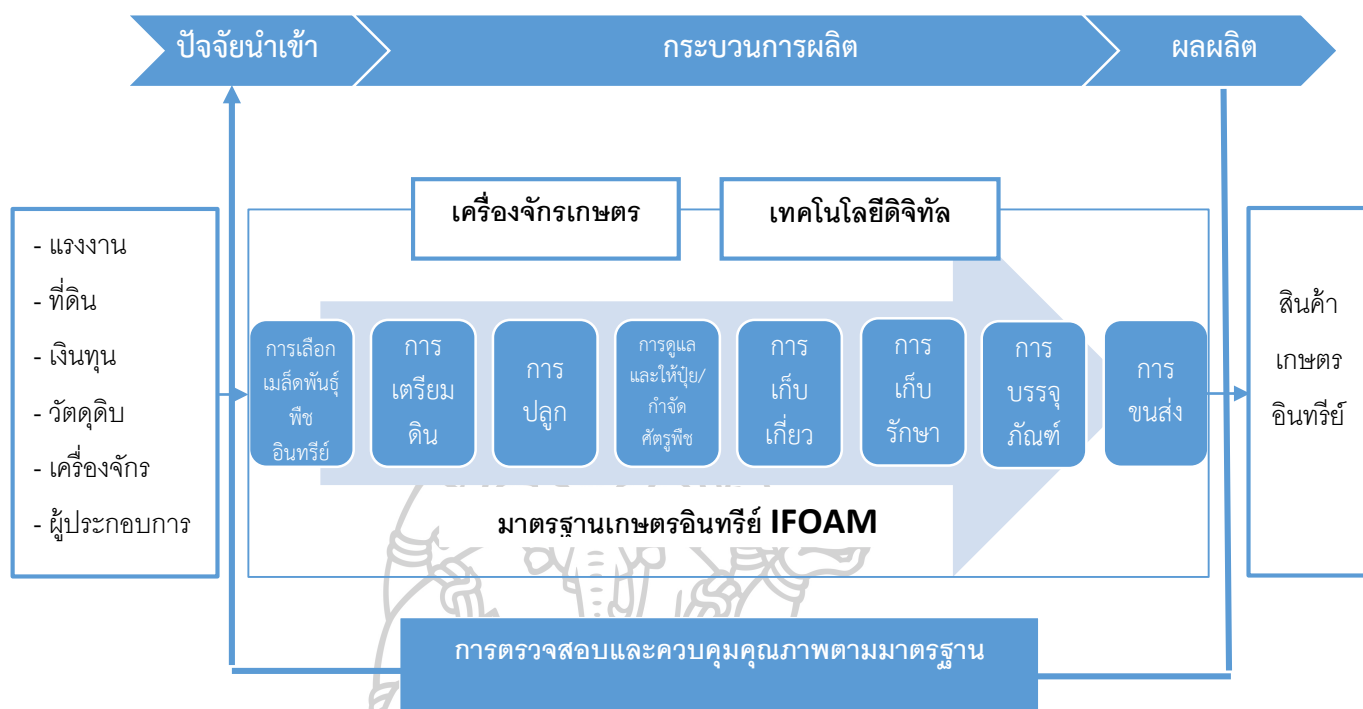 ปัจจัยนำเข้า
กระบวนการผลิต
ผลผลิต
เครื่องจักรเกษตร
เทคโนโลยีดิจิทัล
- แรงงาน
- ที่ดิน
- เงินทุน
- วัตดุดิบ
- เครื่องจักร
- ผู้ประกอบการ
การเลือก
เมล็ดพันธุ์
พืช
อินทรีย์
การ
เตรียม
ดิน
การ
ปลูก
การดูแล
และให้ปุ๋ย/
กำจัด
ศัตรูพืช
การ
เก็บ
เกี่ยว
การ
เก็บ
รักษา
การ
บรรจุ
ภัณฑ์
การ
ขนส่ง
สินค้า
เกษตร
อินทรีย์
มาตรฐานเกษตรอินทรีย์ IFOAM
การตรวจสอบและควบคุมคุณภาพตามมาตรฐาน